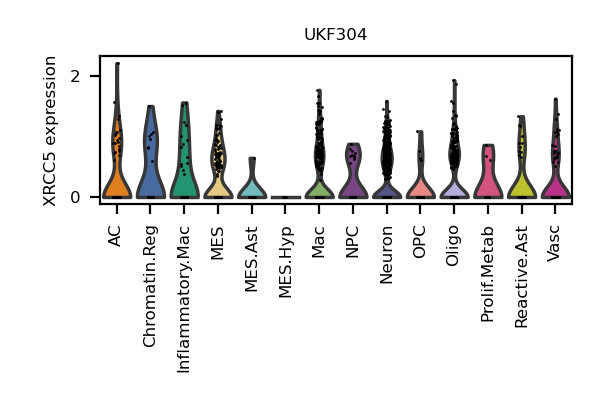 UKF304
XRCC5 expression
2
0
AC
Chromatin.Reg
Inflammatory.Mac
MES
MES.Ast
MES.Hyp
Mac
NPC
Neuron
OPC
Oligo
Prolif.Metab
Reactive.Ast
Vasc